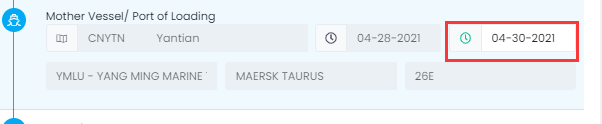 Mother Vessel/ Port of Loading
CNYTN Yantian 04-28-2021 04-30-2021
YMLU - YANG MING MARINE MAERSK TAURUS 26E